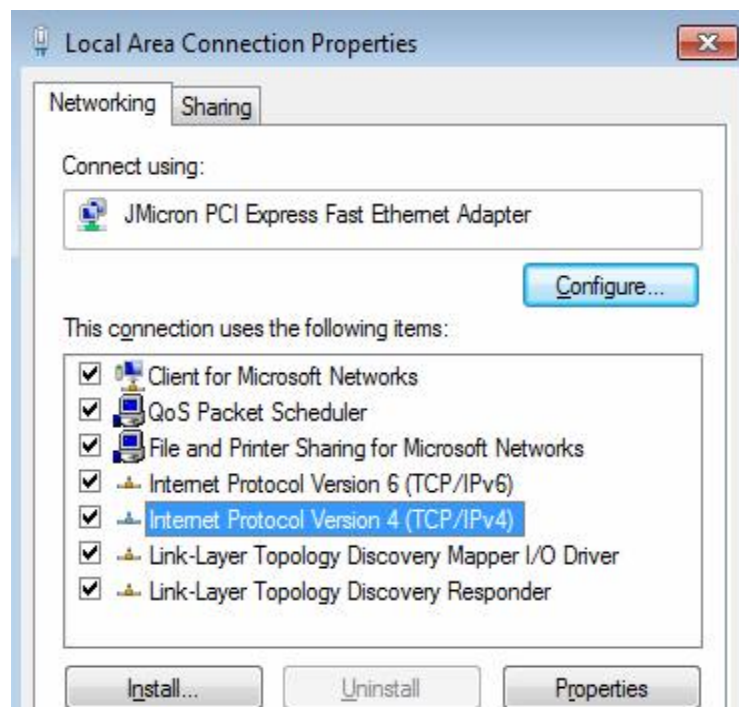 Local Area Connection Properties
Networking
Sharing
Connect using:
JMicron PCI Express Fast Ethernet Adapter
Configure...
This connection uses the following items:
Client for Microsoft Networks
QoS Packet Scheduler
File and Printer Sharing for Microsoft Networks
Internet Protocol Version 6 (TCP/IPv6)
Internet Protocol Version 4 (TCP/IPv4)
Link-Layer Topology Discovery Mapper I/O Driver
Link-Layer Topology Discovery Responder
Install...
Uninstall
Properties